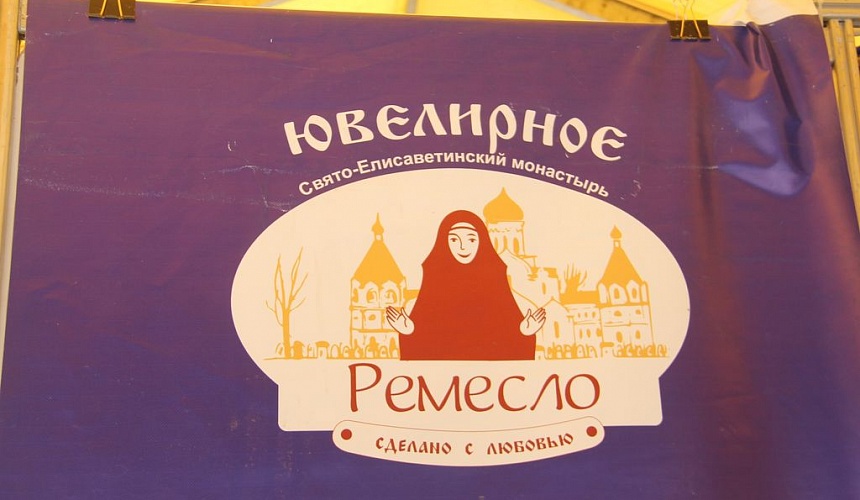 ЮВЕЛИРНОЕ
Свято-Елисаветинский монастырь
Ремесло
СДЕЛАНО С ЛЮБОВЬЮ